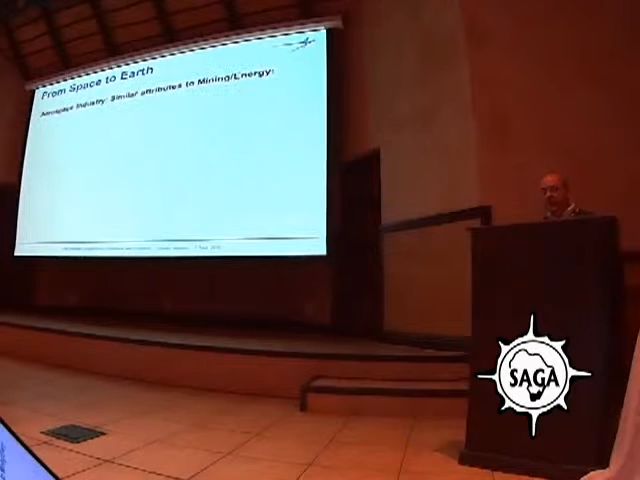 From Space to Earth
Aerospace Industry: Similar attributes to Mining/Energy:
SAGA